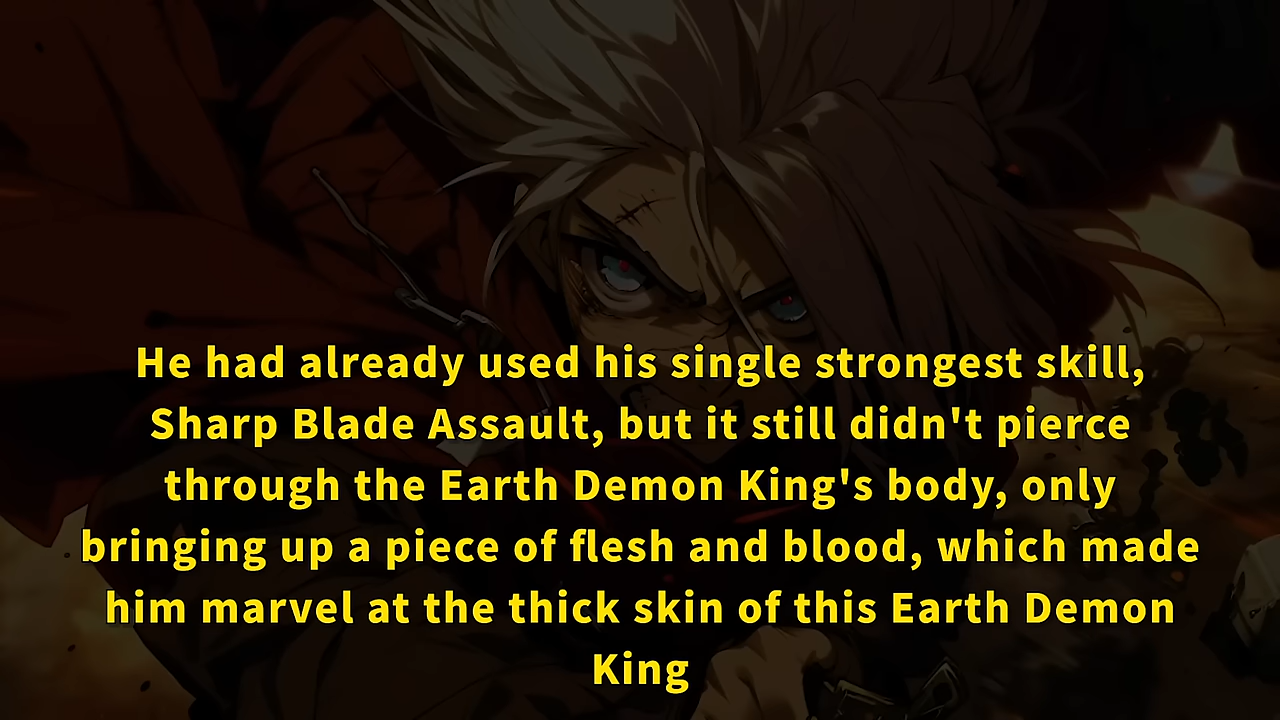 He had already used his single strongest skill,
Sharp Blade Assault, but it still didn't pierce
through the Earth Demon King's body, only
bringing up a piece of flesh and blood, which made
him marvel at the thick skin of this Earth Demon
King